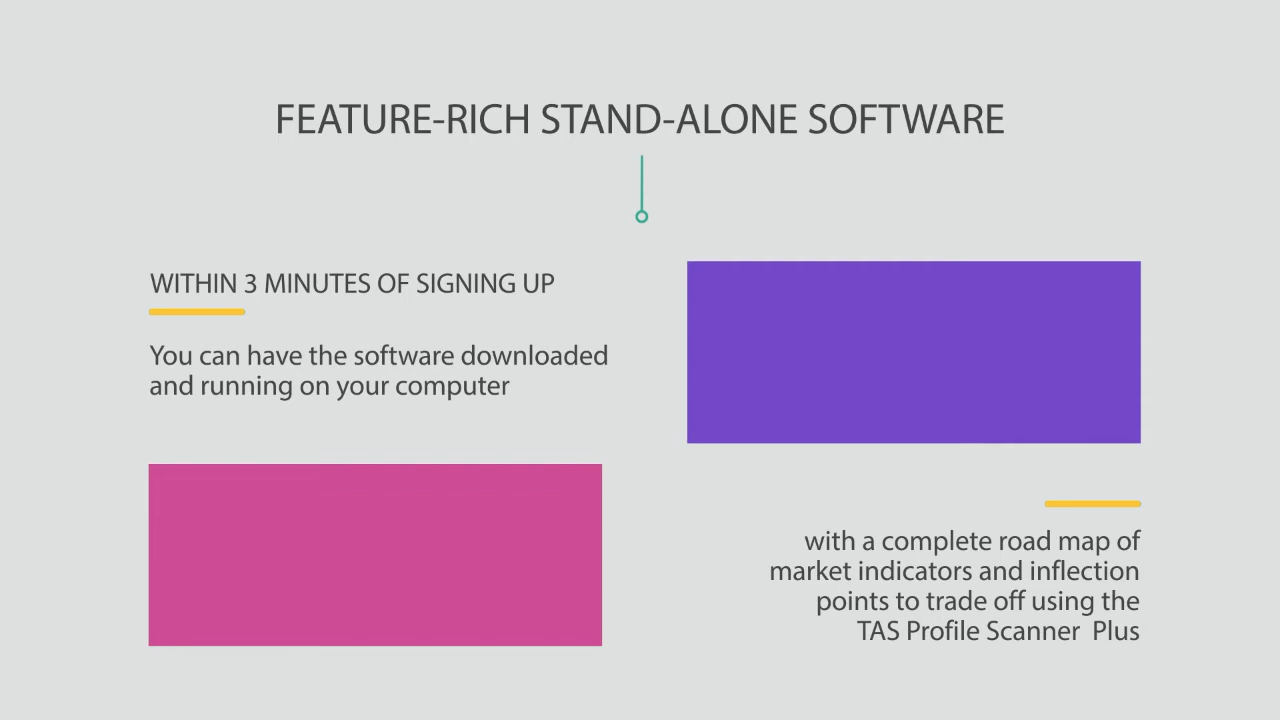 FEATURE-RICH STAND-ALONE SOFTWARE
WITHIN 3 MINUTES OF SIGNING UP
You can have the software downloaded
and running on your computer
with a complete road map of
market indicators and inflection
points to trade off using the
TAS Profile Scanner  Plus